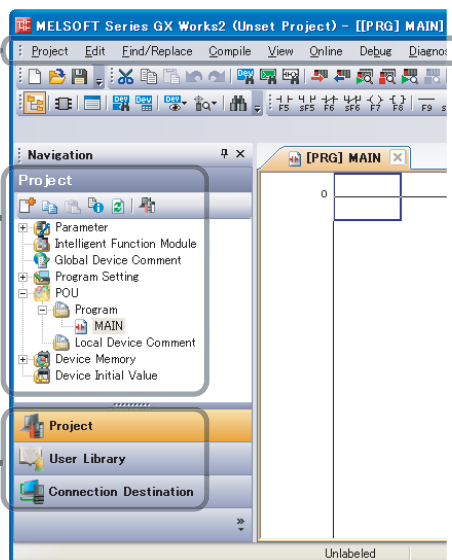 MELSOFT Series GX Works2 (Unset Project) - [[PRG] MAIN]
Project Edit Find/Replace Compile View Online Debug Diagnos
F5 sF5 F6 sF6 F7 F8 F9
Navigation
[PRG] MAIN
Project
0
Parameter
Intelligent Function Module
Global Device Comment
Program Setting
POU
Program
MAIN
Local Device Comment
Device Memory
Device Initial Value
Project
User Library
Connection Destination
Unlabeled